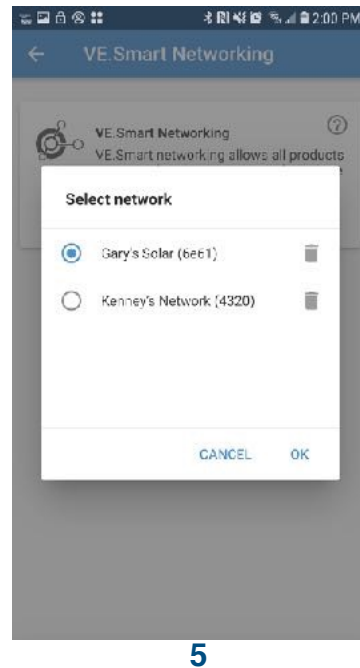 2:00 PM
VE.Smart Networking
VE.Smart Networking
VE.Smart networking allows all products
Select network
Gary's Solar (6e61)
Kenney's Network (4320)
CANCEL
OK
5